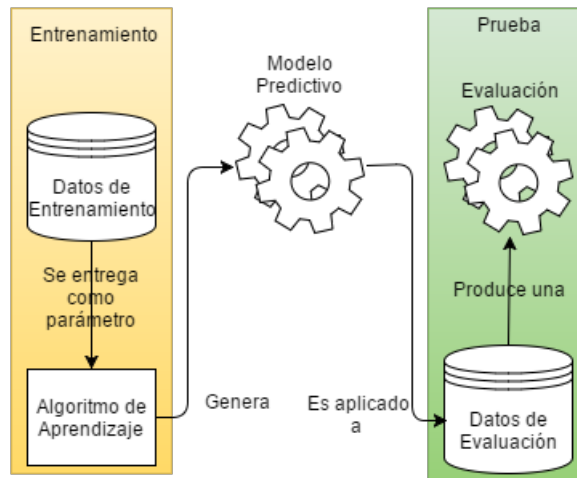 Entrenamiento
Datos de
Entrenamiento
Se entrega
como
parámetro
Algoritmo de
Aprendizaje
Genera
Modelo
Predictivo
Es aplicado
a
Prueba
Evaluación
Produce una
Datos de
Evaluación